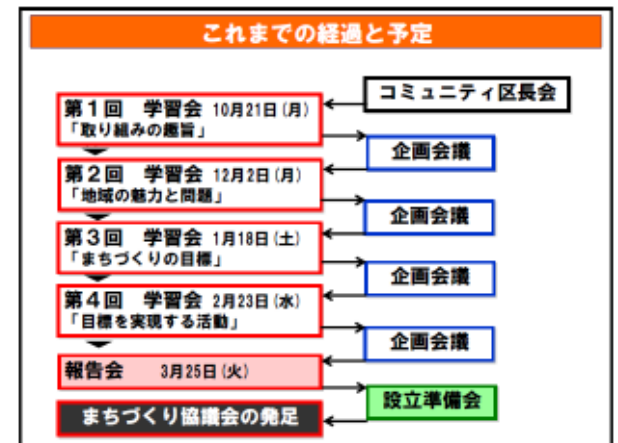 これまでの経過と予定
コミュニティ区長会
第1回 学習会 10月21日(月)
「取り組みの趣旨」
企画会議
第2回 学習会 12月2日(月)
「地域の魅力と問題」
企画会議
第3回 学習会 1月18日(土)
「まちづくりの目標」
企画会議
第4回 学習会 2月23日(水)
「目標を実現する活動」
企画会議
報告会 3月25日(火)
設立準備会
まちづくり協議会の発足